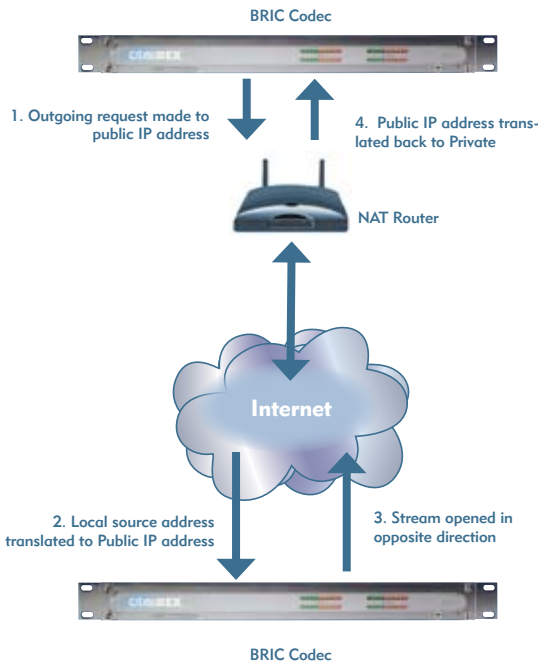 BRIC Codec
1. Outgoing request made to
public IP address
4. Public IP address trans-
lated back to Private
NAT Router
Internet
2. Local source address
translated to Public IP address
3. Stream opened in
opposite direction
BRIC Codec